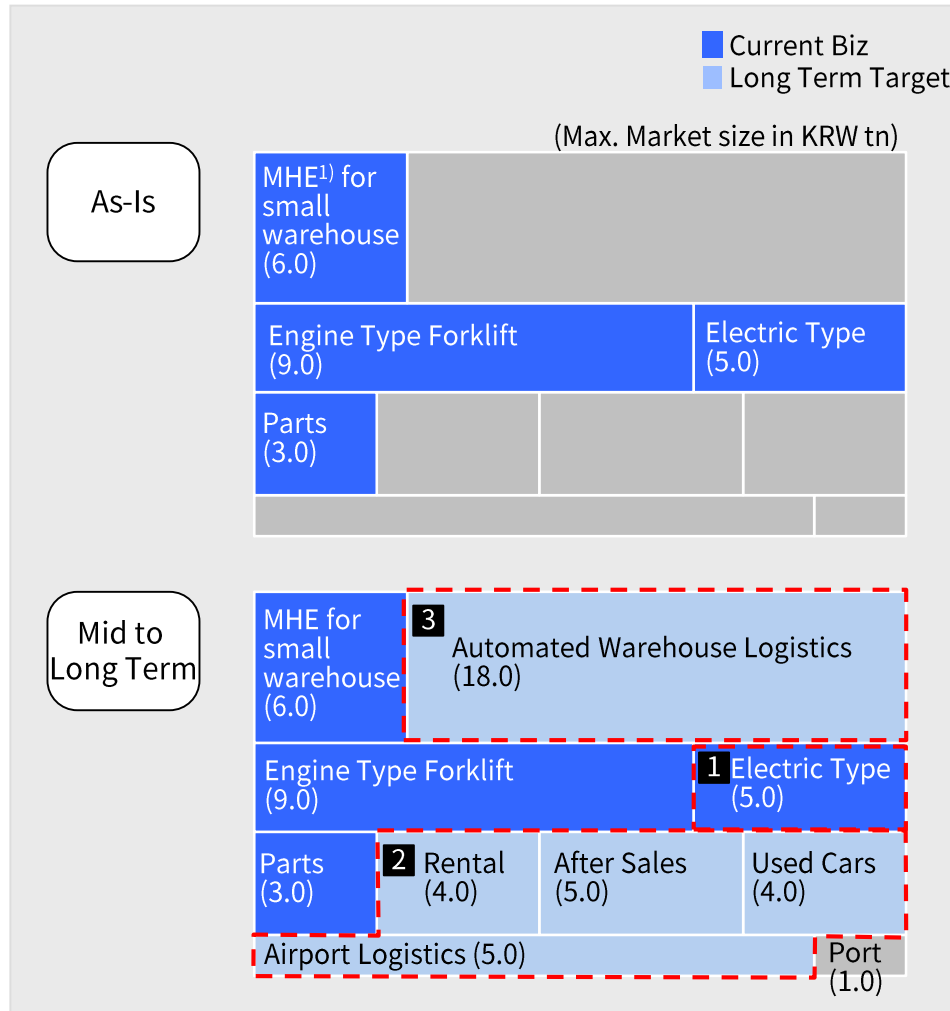 Current Biz
Long Term Target
(Max. Market size in KRW tn)
As-Is
MHE1) for
small
warehouse
(6.0)
Engine Type Forklift
(9.0)
Electric Type
(5.0)
Parts
(3.0)
Mid to
Long Term
MHE for
small
warehouse
(6.0)
3
Automated Warehouse Logistics
(18.0)
Engine Type Forklift
(9.0)
1
Electric Type
(5.0)
Parts
(3.0)
2
Rental
(4.0)
After Sales
(5.0)
Used Cars
(4.0)
Airport Logistics (5.0)
Port
(1.0)